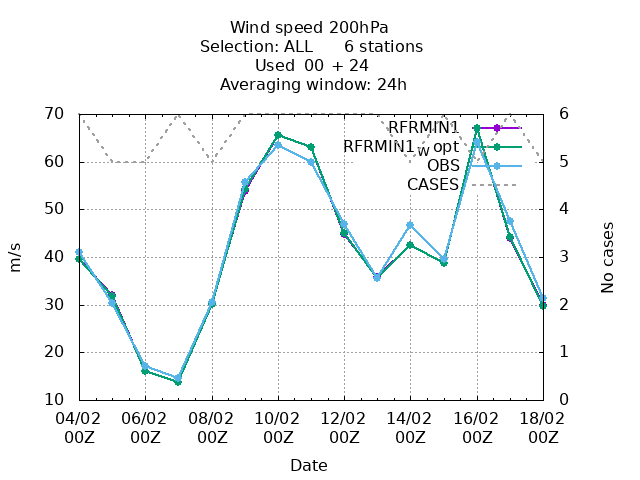 Wind speed 200hPa
Selection: ALL      6 stations
Used  00 + 24
Averaging window: 24h
70
60
50
40
30
20
10
6
5
4
3
2
1
0
RFRMIN1
RFRMIN1_w opt
OBS
CASES
m/s
No cases
04/02 06/02 08/02 10/02 12/02 14/02 16/02 18/02
00Z 00Z 00Z 00Z 00Z 00Z 00Z 00Z
Date